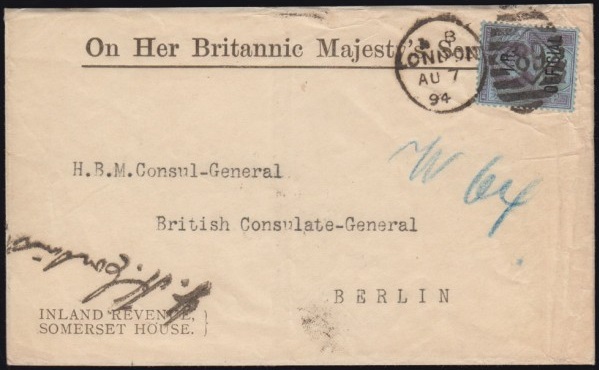 On Her Britannic Majesty's S
B
LONDON
AU 7
94
I.R.
OFFICIAL
H.B.M.Consul-General
W 64
British Consulate-General
BERLIN
INLAND REVENUE,
SOMERSET HOUSE.